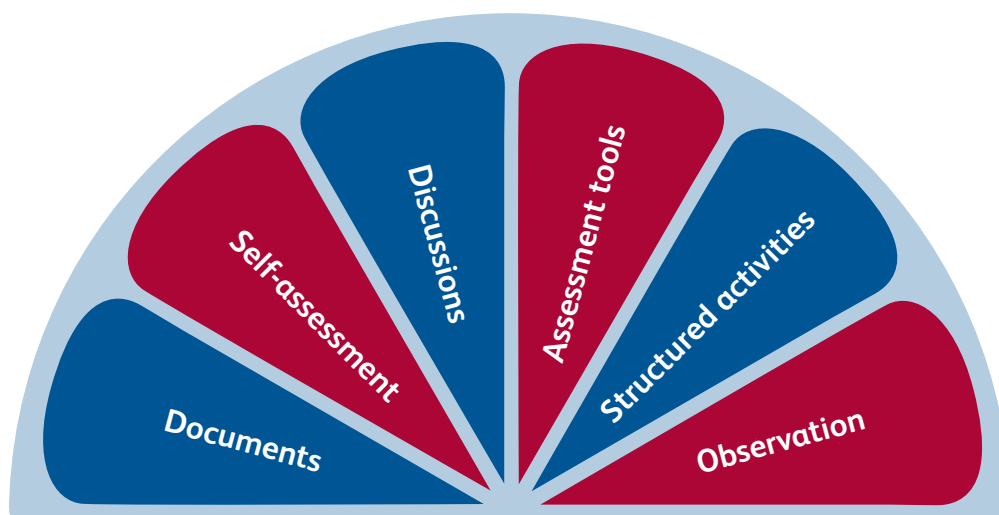 Documents
Self-assessment
Discussions
Assessment tools
Structured activities
Observation